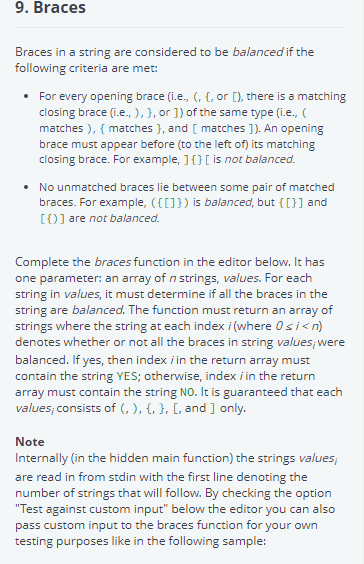 9. Braces
Braces in a string are considered to be balanced if the
following criteria are met:
• For every opening brace (i.e., (, {, or [), there is a matching
closing brace (i.e., ), }, or ]) of the same type (i.e., (
matches ), { matches }, and [ matches ]). An opening
brace must appear before (to the left of) its matching
closing brace. For example, ]{}[ is not balanced.
• No unmatched braces lie between some pair of matched
braces. For example, ({[]}) is balanced, but {[}] and
[{)] are not balanced.
Complete the braces function in the editor below. It has
one parameter: an array of n strings, values. For each
string in values, it must determine if all the braces in the
string are balanced. The function must return an array of
strings where the string at each index i (where 0 ≤ i < n)
denotes whether or not all the braces in string valuesᵢ were
balanced. If yes, then index i in the return array must
contain the string YES; otherwise, index i in the return
array must contain the string NO. It is guaranteed that each
valuesᵢ consists of (, ), {, }, [, and ] only.
Note
Internally (in the hidden main function) the strings valuesᵢ
are read in from stdin with the first line denoting the
number of strings that will follow. By checking the option
"Test against custom input" below the editor you can also
pass custom input to the braces function for your own
testing purposes like in the following sample: